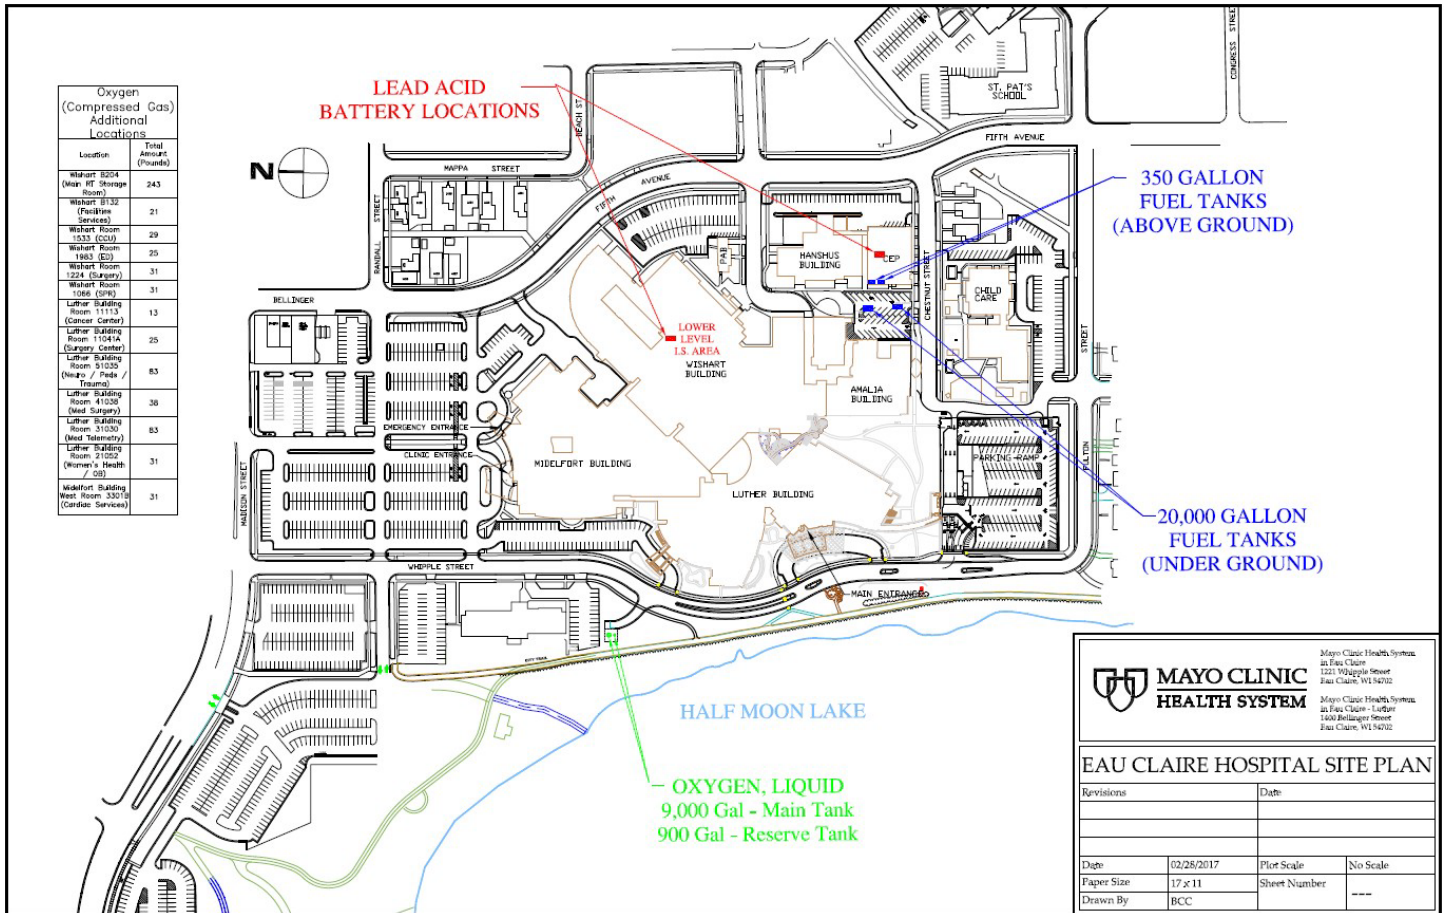 Oxygen
(Compressed Gas)
Additional
Locations
Location
Total
Amount
(Pounds)
Wishart B204
(Main RT Storage
Room)
243
Wishart B132
(Facilities
Services)
21
Wishart Room
1533 (CCU)
29
Wishart Room
1983 (ED)
25
Wishart Room
1224 (Surgery)
31
Wishart Room
1066 (SPR)
31
Luther Building
Room 11113
(Cancer Center)
13
Luther Building
Room 11041A
(Surgery Center)
25
Luther Building
Room 51035
(Neuro / Peds /
Trauma)
83
Luther Building
Room 41038
(Med Surgery)
38
Luther Building
Room 31030
(Med Telemetry)
83
Luther Building
Room 21052
(Women's Health
/ OB)
31
Midelfort Building
West Room 33019
(Cardiac Services)
31
LEAD ACID
BATTERY LOCATIONS
N
BEACH ST.
MAPPA STREET
FIFTH AVENUE
RANDALL STREET
BELLINGER
ST. PAT'S
SCHOOL
CONGRESS STREET
FIFTH AVENUE
350 GALLON
FUEL TANKS
(ABOVE GROUND)
PAB
HANSHUS
BUILDING
CEP
CHESTNUT STREET
CHILD
CARE
LOWER
LEVEL
I.S. AREA
WISHART
BUILDING
AMALIA
BUILDING
EMERGENCY ENTRANCE
CLINIC ENTRANCE
MIDELFORT BUILDING
LUTHER BUILDING
PARKING RAMP
FULTON STREET
MADISON STREET
20,000 GALLON
FUEL TANKS
(UNDER GROUND)
WHIPPLE STREET
MAIN ENTRANCE
HALF MOON LAKE
OXYGEN, LIQUID
9,000 Gal - Main Tank
900 Gal - Reserve Tank
MAYO CLINIC
HEALTH SYSTEM
Mayo Clinic Health System
in Eau Claire
1221 Whipple Street
Eau Claire, WI 54702
Mayo Clinic Health System
in Eau Claire - Luther
1400 Bellinger Street
Eau Claire, WI 54702
EAU CLAIRE HOSPITAL SITE PLAN
Revisions
Date
Date
02/28/2017
Plot Scale
No Scale
Paper Size
17 x 11
Sheet Number
---
Drawn By
BCC